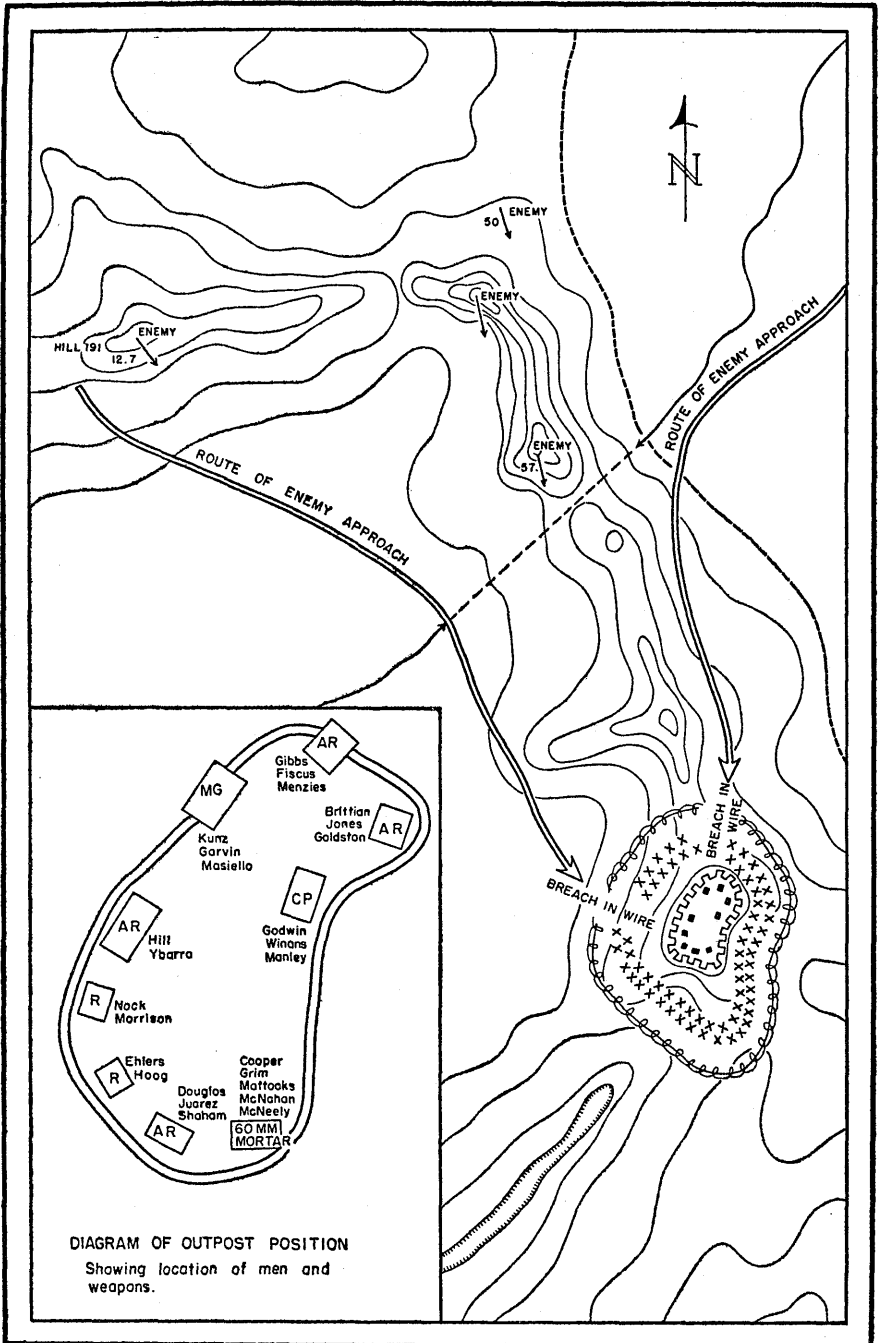 N
50 ENEMY
ENEMY
ENEMY
HILL 191
12.7
ROUTE OF ENEMY APPROACH
ENEMY
57.
ROUTE OF ENEMY APPROACH
BREACH IN
WIRE
BREACH IN WIRE
AR
Gibbs
Fiscus
Menzies
MG
Kunz
Garvin
Masiello
Brittian
Jones
Goldston
AR
CP
Godwin
Winans
Manley
AR
Hill
Ybarra
R
Nock
Morrison
Ehlers
Hoog
R
Douglas
Juarez
Shaham
AR
Cooper
Grim
Mattooks
McNahan
McNeely
60 MM
MORTAR
DIAGRAM OF OUTPOST POSITION
Showing location of men and
weapons.